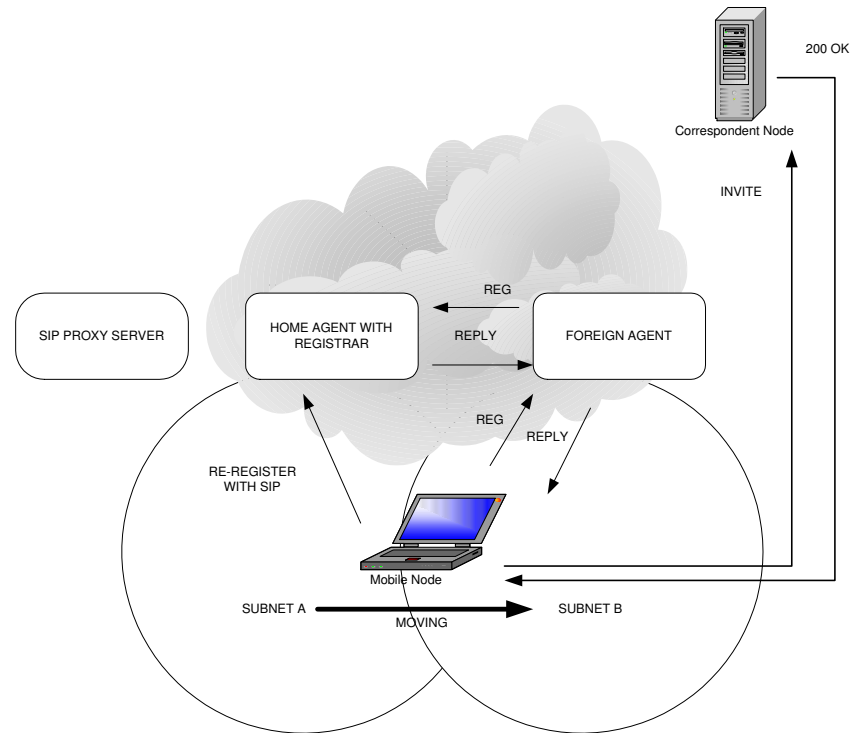 200 OK
Correspondent Node
INVITE
REG
SIP PROXY SERVER
HOME AGENT WITH
REGISTRAR
REPLY
FOREIGN AGENT
REG
REPLY
RE-REGISTER
WITH SIP
Mobile Node
SUBNET A
SUBNET B
MOVING